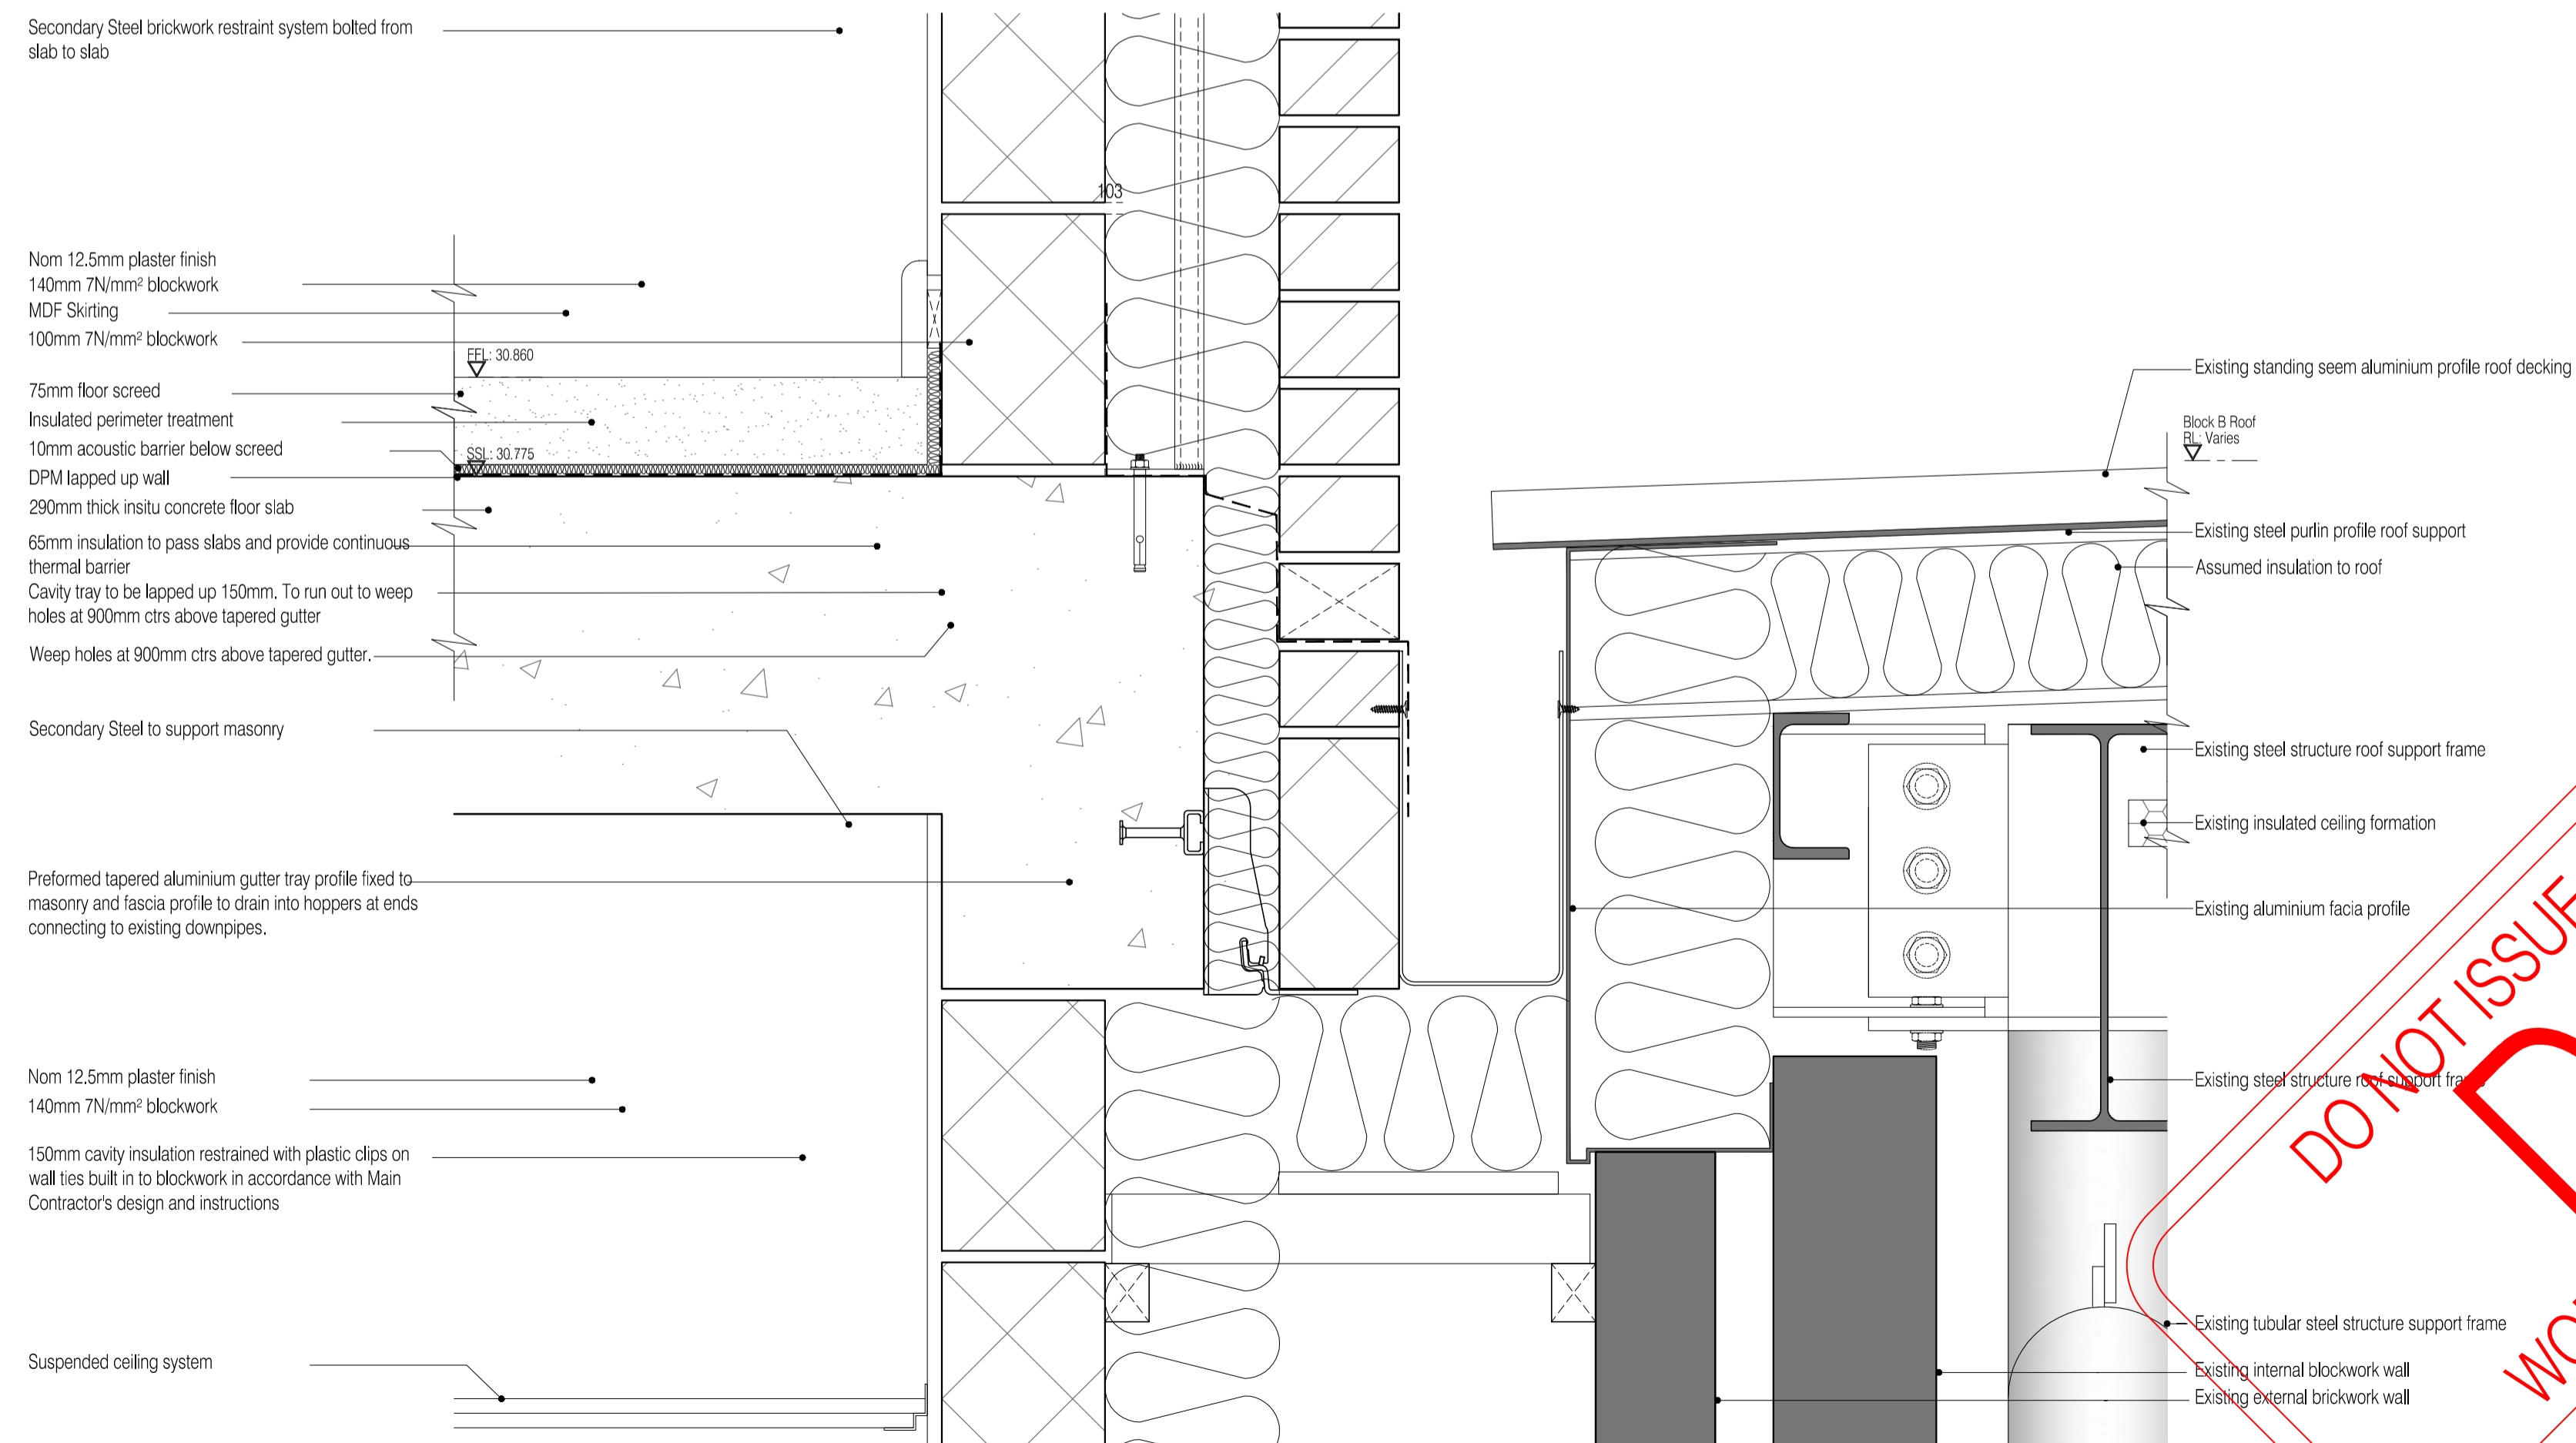 Secondary Steel brickwork restraint system bolted from
slab to slab
103
Nom 12.5mm plaster finish
140mm 7N/mm² blockwork
MDF Skirting
100mm 7N/mm² blockwork
FFL: 30.860
75mm floor screed
Insulated perimeter treatment
10mm acoustic barrier below screed
SSL: 30.775
DPM lapped up wall
290mm thick insitu concrete floor slab
65mm insulation to pass slabs and provide continuous
thermal barrier
Cavity tray to be lapped up 150mm. To run out to weep
holes at 900mm ctrs above tapered gutter
Weep holes at 900mm ctrs above tapered gutter.
Secondary Steel to support masonry
Preformed tapered aluminium gutter tray profile fixed to
masonry and fascia profile to drain into hoppers at ends
connecting to existing downpipes.
Nom 12.5mm plaster finish
140mm 7N/mm² blockwork
150mm cavity insulation restrained with plastic clips on
wall ties built in to blockwork in accordance with Main
Contractor's design and instructions
Suspended ceiling system
Existing standing seem aluminium profile roof decking
Block B Roof
RL: Varies
Existing steel purlin profile roof support
Assumed insulation to roof
Existing steel structure roof support frame
Existing insulated ceiling formation
Existing aluminium facia profile
Existing steel structure roof support frame
Existing tubular steel structure support frame
Existing internal blockwork wall
Existing external brickwork wall
DO NOT ISSUE